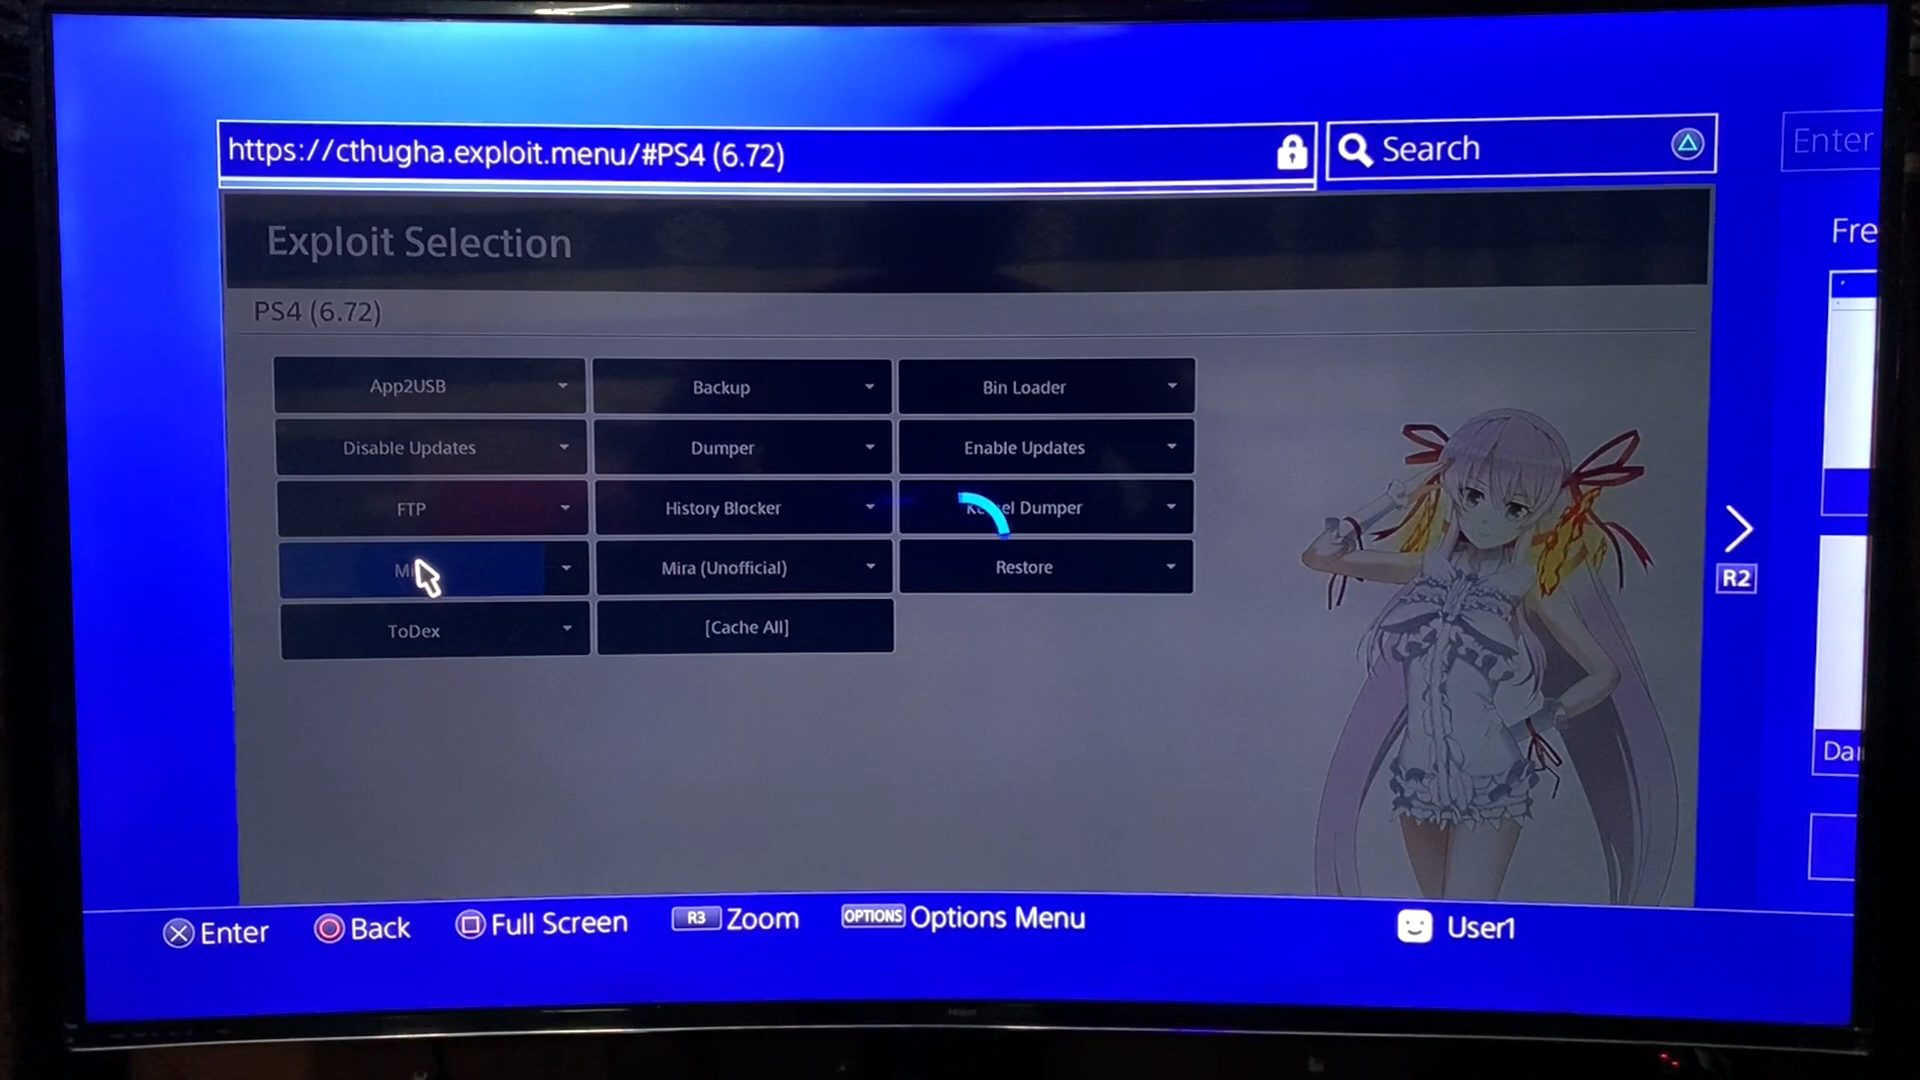 https://cthugha.exploit.menu/#PS4 (6.72)
Search
Enter
Exploit Selection
Fre
PS4 (6.72)
App2USB
Backup
Bin Loader
Disable Updates
Dumper
Enable Updates
FTP
History Blocker
Dumper
Mira (Unofficial)
Restore
R2
ToDex
[Cache All]
Enter
Back
Full Screen
R3 Zoom
OPTIONS Options Menu
User1
Haier